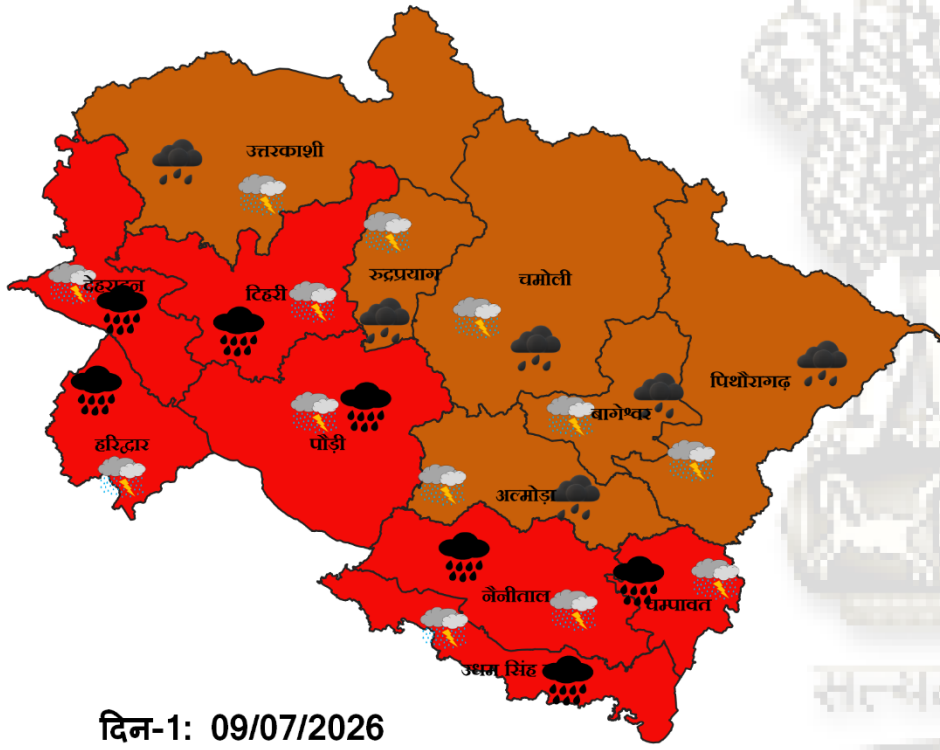 उत्तरकाशी
रुद्रप्रयाग
चमोली
देहरादून
टिहरी
पिथौरागढ़
बागेश्वर
हरिद्वार
पौड़ी
अल्मोड़ा
नैनीताल
चम्पावत
उधम सिंह
दिन-1: 09/07/2026